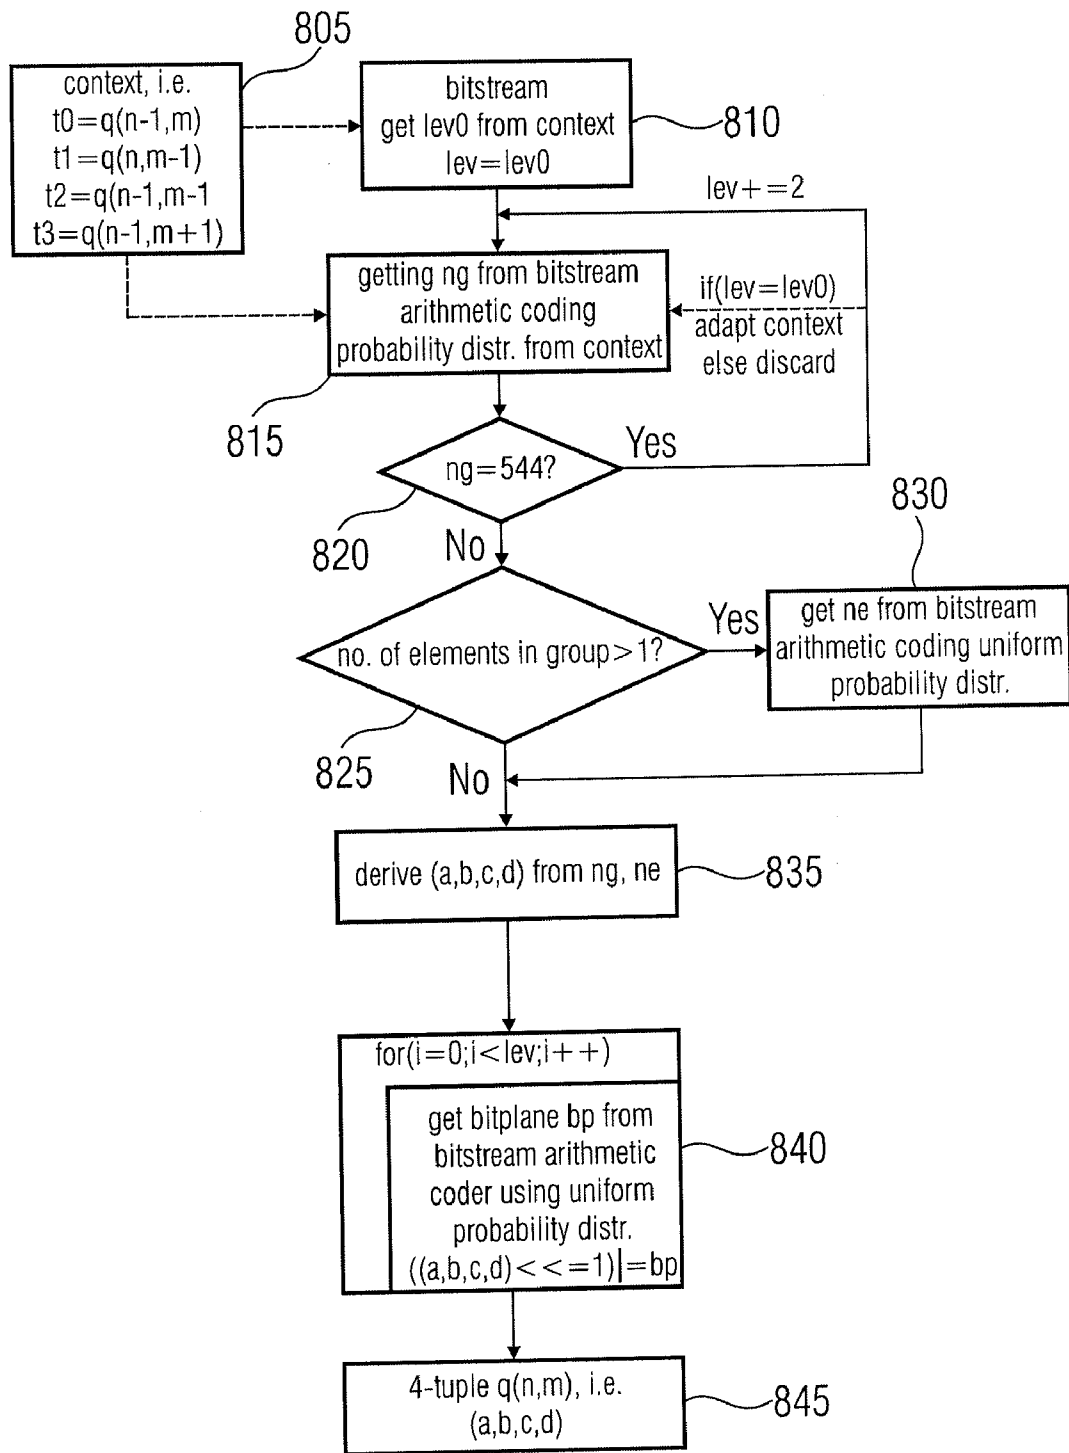 805
context, i.e.
t0=q(n-1,m)
t1=q(n,m-1)
t2=q(n-1,m-1
t3=q(n-1,m+1)
bitstream
get lev0 from context
lev=lev0
810
lev+=2
getting ng from bitstream
arithmetic coding
probability distr. from context
if(lev=lev0)
adapt context
else discard
815
ng=544?
Yes
820
No
830
no. of elements in group>1?
Yes
get ne from bitstream
arithmetic coding uniform
probability distr.
825
No
derive (a,b,c,d) from ng, ne
835
for(i=0;i<lev;i++)
get bitplane bp from
bitstream arithmetic
coder using uniform
probability distr.
((a,b,c,d)<<=1)|=bp
840
4-tuple q(n,m), i.e.
(a,b,c,d)
845